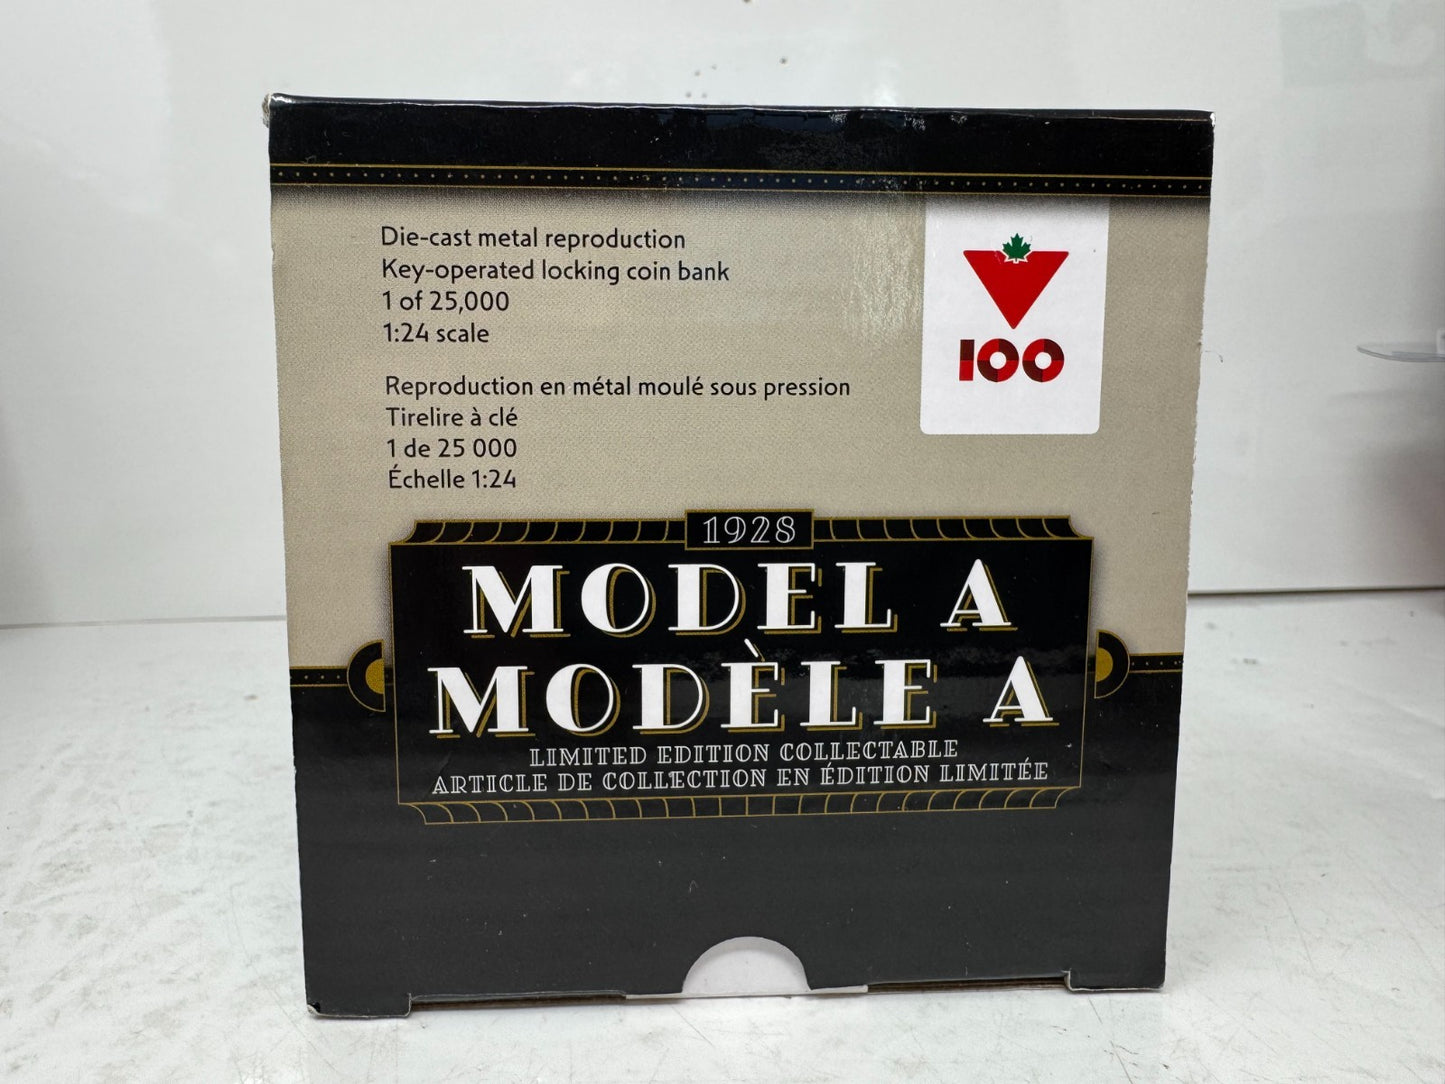 Die-cast metal reproduction
Key-operated locking coin bank
1 of 25,000
1:24 scale
Reproduction en métal moulé sous pression
Tirelire à clé
1 de 25 000
Échelle 1:24
100
1928
MODEL A
MODÈLE A
LIMITED EDITION COLLECTABLE
ARTICLE DE COLLECTION EN ÉDITION LIMITÉE